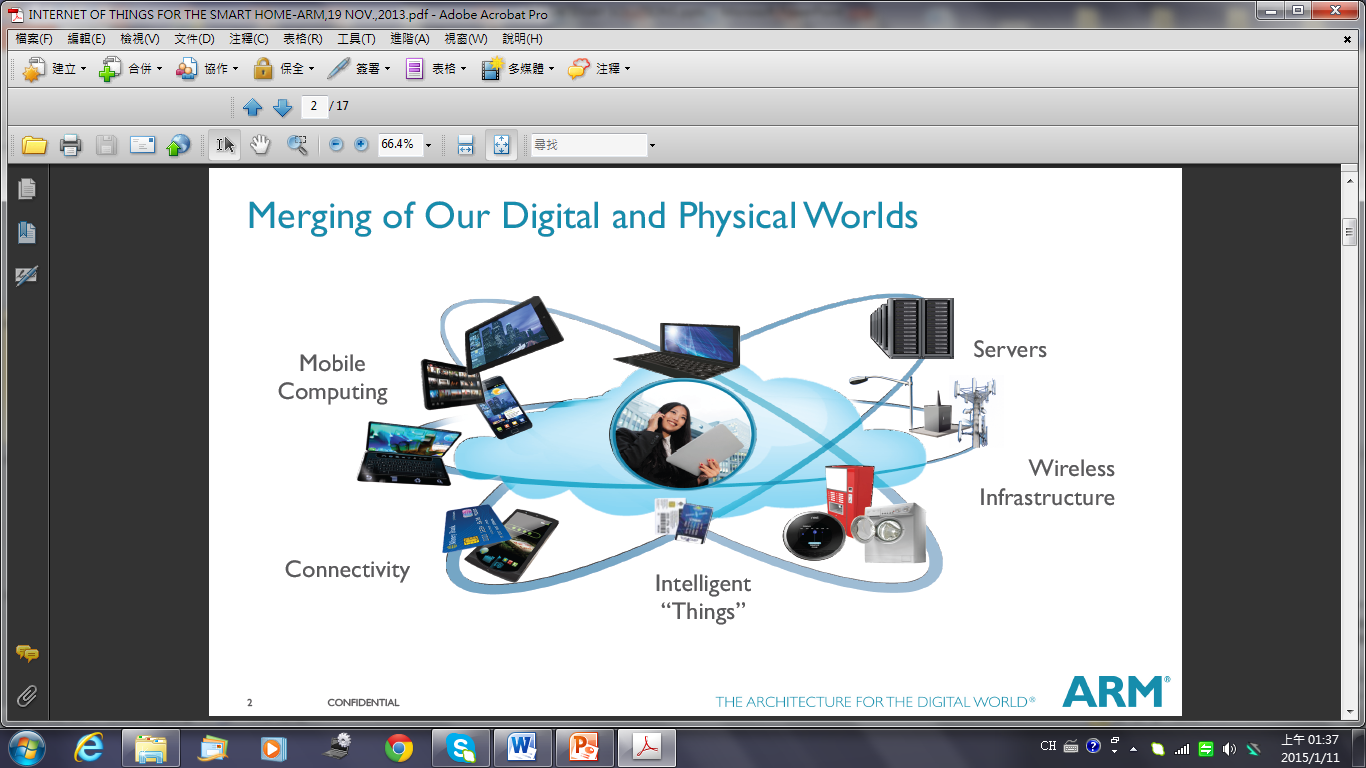 INTERNET OF THINGS FOR THE SMART HOME-ARM,19 NOV.,2013.pdf - Adobe Acrobat Pro
檔案(F) 編輯(E) 檢視(V) 文件(D) 注釋(C) 表格(R) 工具(T) 進階(A) 視窗(W) 說明(H)
建立 合併 協作 保全 簽署 表格 多媒體 注釋
2 / 17
66.4% 尋找
Merging of Our Digital and Physical Worlds
Mobile
Computing
Servers
Wireless
Infrastructure
Connectivity
Intelligent
“Things”
2 CONFIDENTIAL THE ARCHITECTURE FOR THE DIGITAL WORLD® ARM®
CH 上午 01:37
2015/1/11